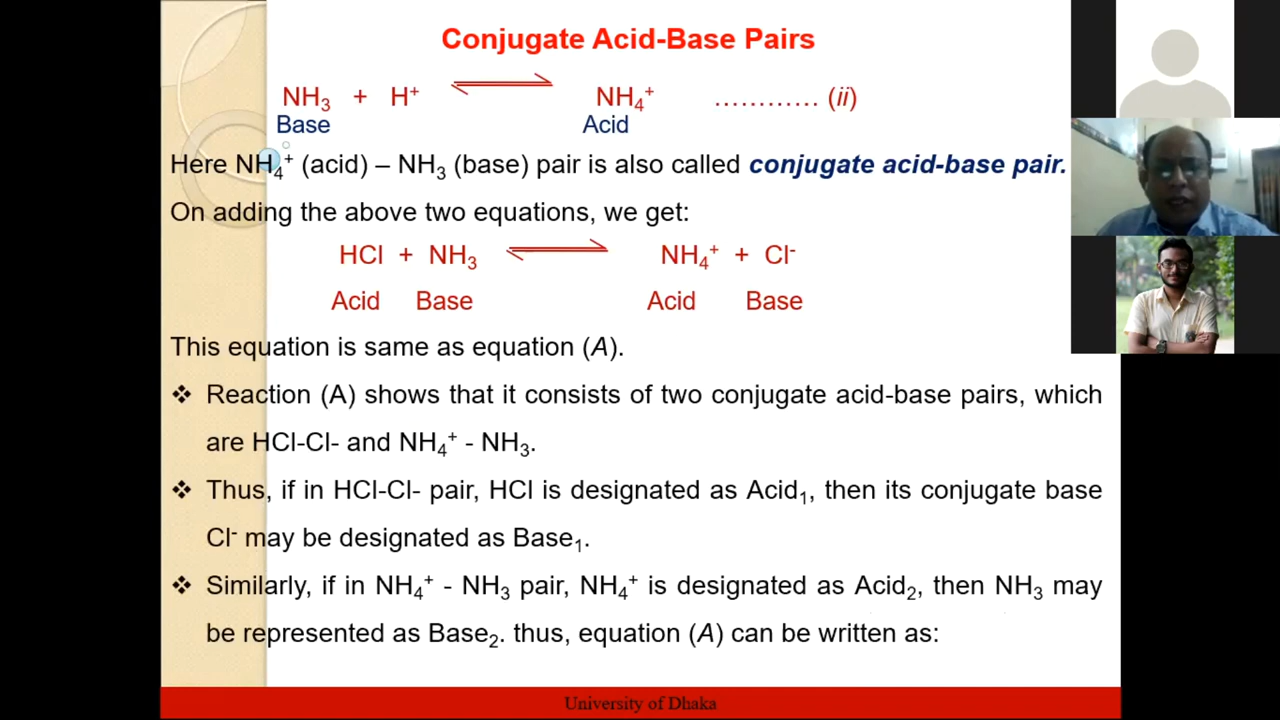 Conjugate Acid-Base Pairs
NH₃ + H⁺ ⇌ NH₄⁺ ………… (ii)
Base Acid
Here NH₄⁺ (acid) – NH₃ (base) pair is also called conjugate acid-base pair.
On adding the above two equations, we get:
HCl + NH₃ ⇌ NH₄⁺ + Cl⁻
Acid Base Acid Base
This equation is same as equation (A).
❖ Reaction (A) shows that it consists of two conjugate acid-base pairs, which
are HCl-Cl- and NH₄⁺ - NH₃.
❖ Thus, if in HCl-Cl- pair, HCl is designated as Acid₁, then its conjugate base
Cl⁻ may be designated as Base₁.
❖ Similarly, if in NH₄⁺ - NH₃ pair, NH₄⁺ is designated as Acid₂, then NH₃ may
be represented as Base₂. thus, equation (A) can be written as:
University of Dhaka